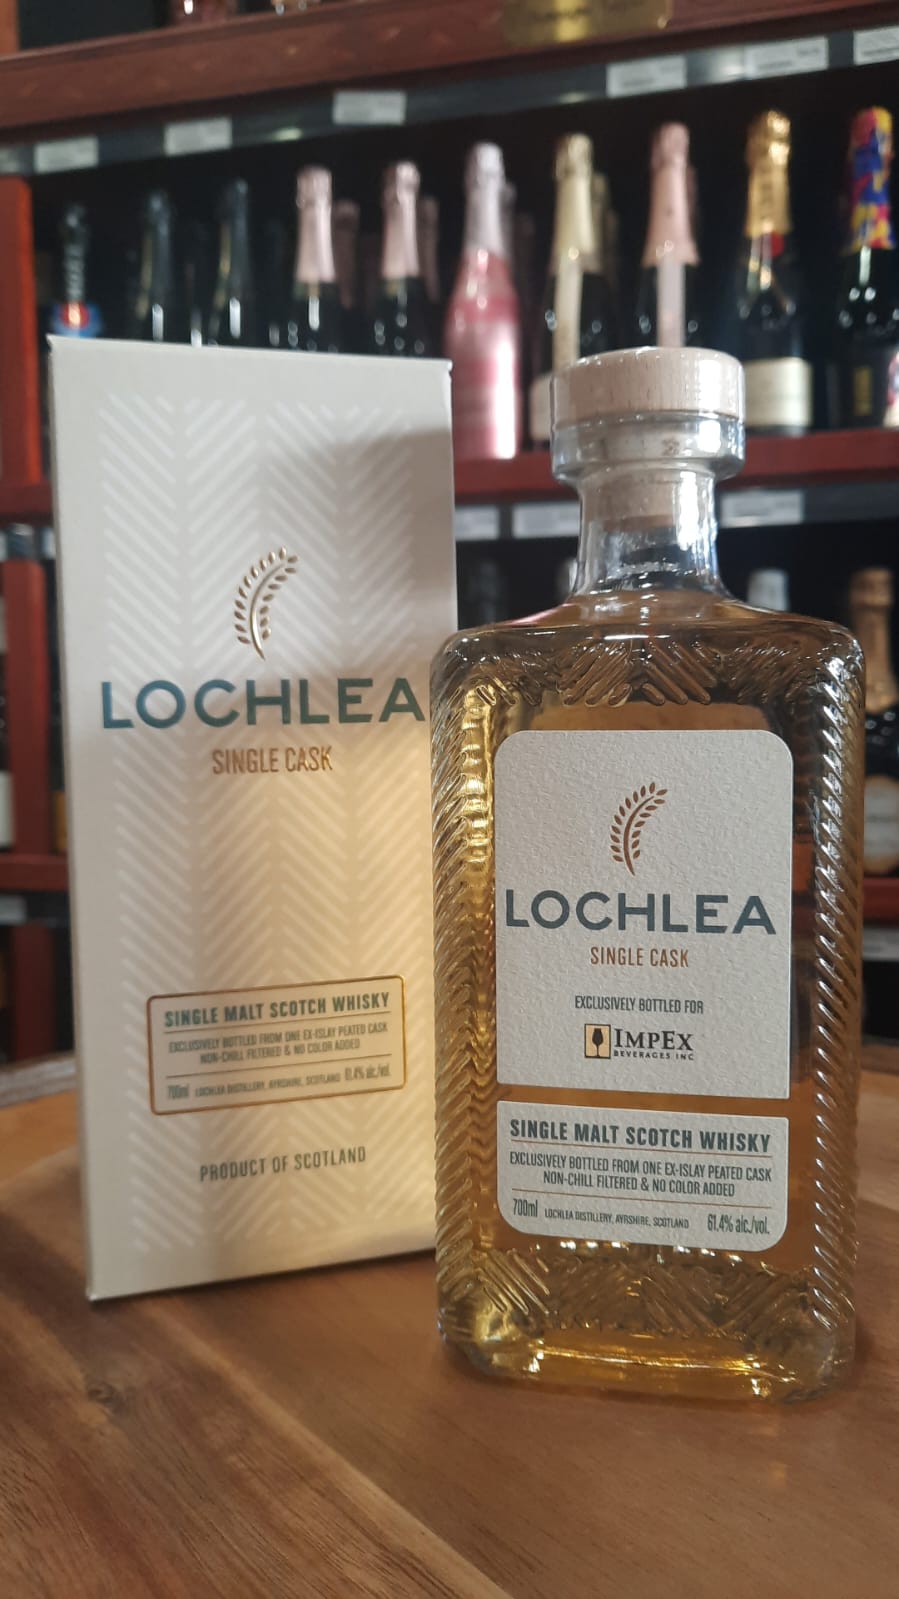 LOCHLEA
SINGLE CASK
SINGLE MALT SCOTCH WHISKY
EXCLUSIVELY BOTTLED FROM ONE EX-ISLAY PEATED CASK
NON-CHILL FILTERED & NO COLOR ADDED
700ml LOCHLEA DISTILLERY, AYRSHIRE, SCOTLAND 61.4% alc./vol.
PRODUCT OF SCOTLAND
LOCHLEA
SINGLE CASK
EXCLUSIVELY BOTTLED FOR
IMPEX
BEVERAGES INC
SINGLE MALT SCOTCH WHISKY
EXCLUSIVELY BOTTLED FROM ONE EX-ISLAY PEATED CASK
NON-CHILL FILTERED & NO COLOR ADDED
700ml LOCHLEA DISTILLERY, AYRSHIRE, SCOTLAND 61.4% alc./vol.